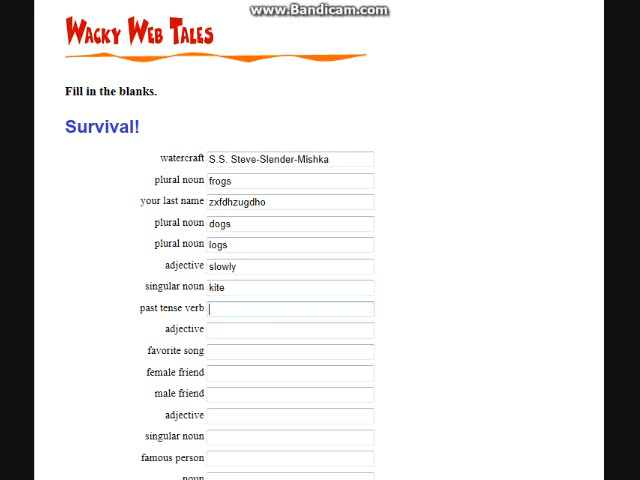 www.Bandicam.com
Wacky Web Tales
Fill in the blanks.
Survival!
watercraft S.S. Steve-Slender-Mishka
plural noun frogs
your last name zxfdhzugdho
plural noun dogs
plural noun logs
adjective slowly
singular noun kite
past tense verb
adjective
favorite song
female friend
male friend
adjective
singular noun
famous person
noun